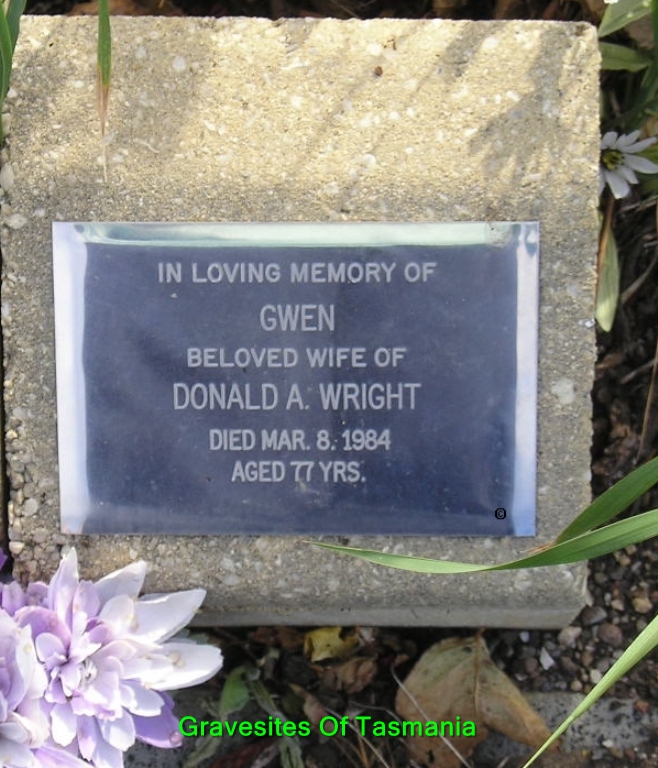 IN LOVING MEMORY OF
GWEN
BELOVED WIFE OF
DONALD A. WRIGHT
DIED MAR. 8. 1984
AGED 77 YRS.
©
Gravesites Of Tasmania